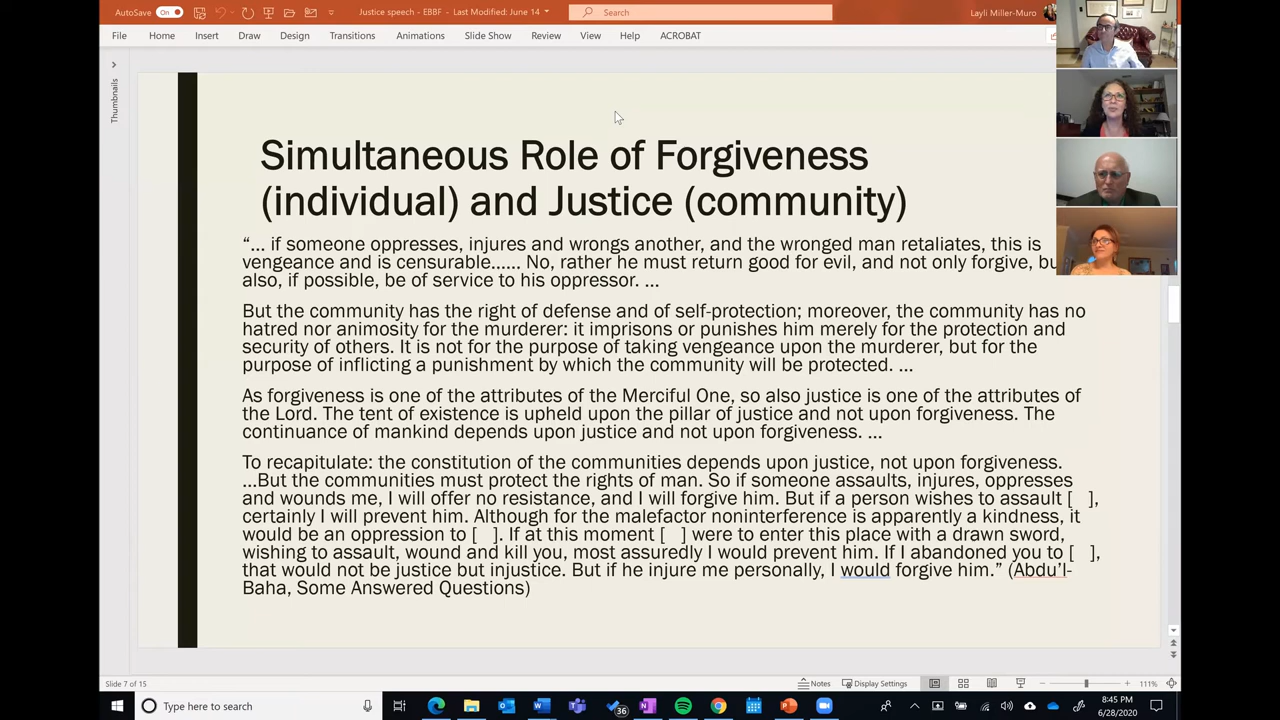 AutoSave On
Justice speech - EBBF - Last Modified: June 14
Search
Layli Miller-Muro
File Home Insert Draw Design Transitions Animations Slide Show Review View Help ACROBAT
Thumbnails
Simultaneous Role of Forgiveness
(individual) and Justice (community)
“... if someone oppresses, injures and wrongs another, and the wronged man retaliates, this is
vengeance and is censurable...... No, rather he must return good for evil, and not only forgive,
also, if possible, be of service to his oppressor. ...
But the community has the right of defense and of self-protection; moreover, the community has no
hatred nor animosity for the murderer: it imprisons or punishes him merely for the protection and
security of others. It is not for the purpose of taking vengeance upon the murderer, but for the
purpose of inflicting a punishment by which the community will be protected. ...
As forgiveness is one of the attributes of the Merciful One, so also justice is one of the attributes of
the Lord. The tent of existence is upheld upon the pillar of justice and not upon forgiveness. The
continuance of mankind depends upon justice and not upon forgiveness. ...
To recapitulate: the constitution of the communities depends upon justice, not upon forgiveness.
...But the communities must protect the rights of man. So if someone assaults, injures, oppresses
and wounds me, I will offer no resistance, and I will forgive him. But if a person wishes to assault [ ],
certainly I will prevent him. Although for the malefactor noninterference is apparently a kindness, it
would be an oppression to [ ]. If at this moment [ ] were to enter this place with a drawn sword,
wishing to assault, wound and kill you, most assuredly I would prevent him. If I abandoned you to [ ],
that would not be justice but injustice. But if he injure me personally, I would forgive him.” (Abdu’l-
Baha, Some Answered Questions)
Slide 7 of 15
Notes
Display Settings
111%
Type here to search
36
8:45 PM
6/28/2020